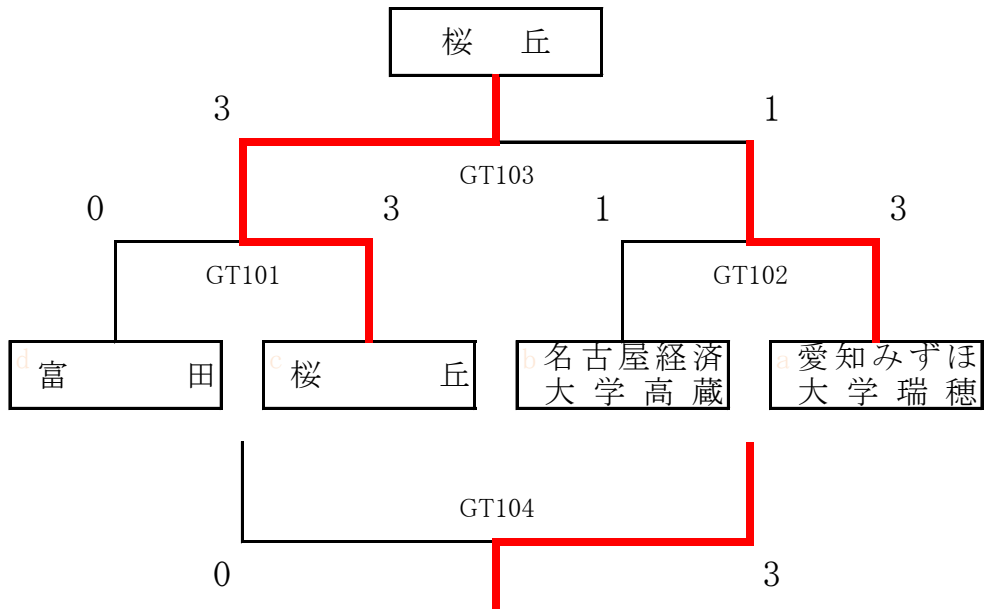 桜 丘
3 1
GT103
0 3 1 3
GT101 GT102
d 富 田
c 桜 丘
b 名古屋経済
大学高蔵
a 愛知みずほ
大学瑞穂
GT104
0 3